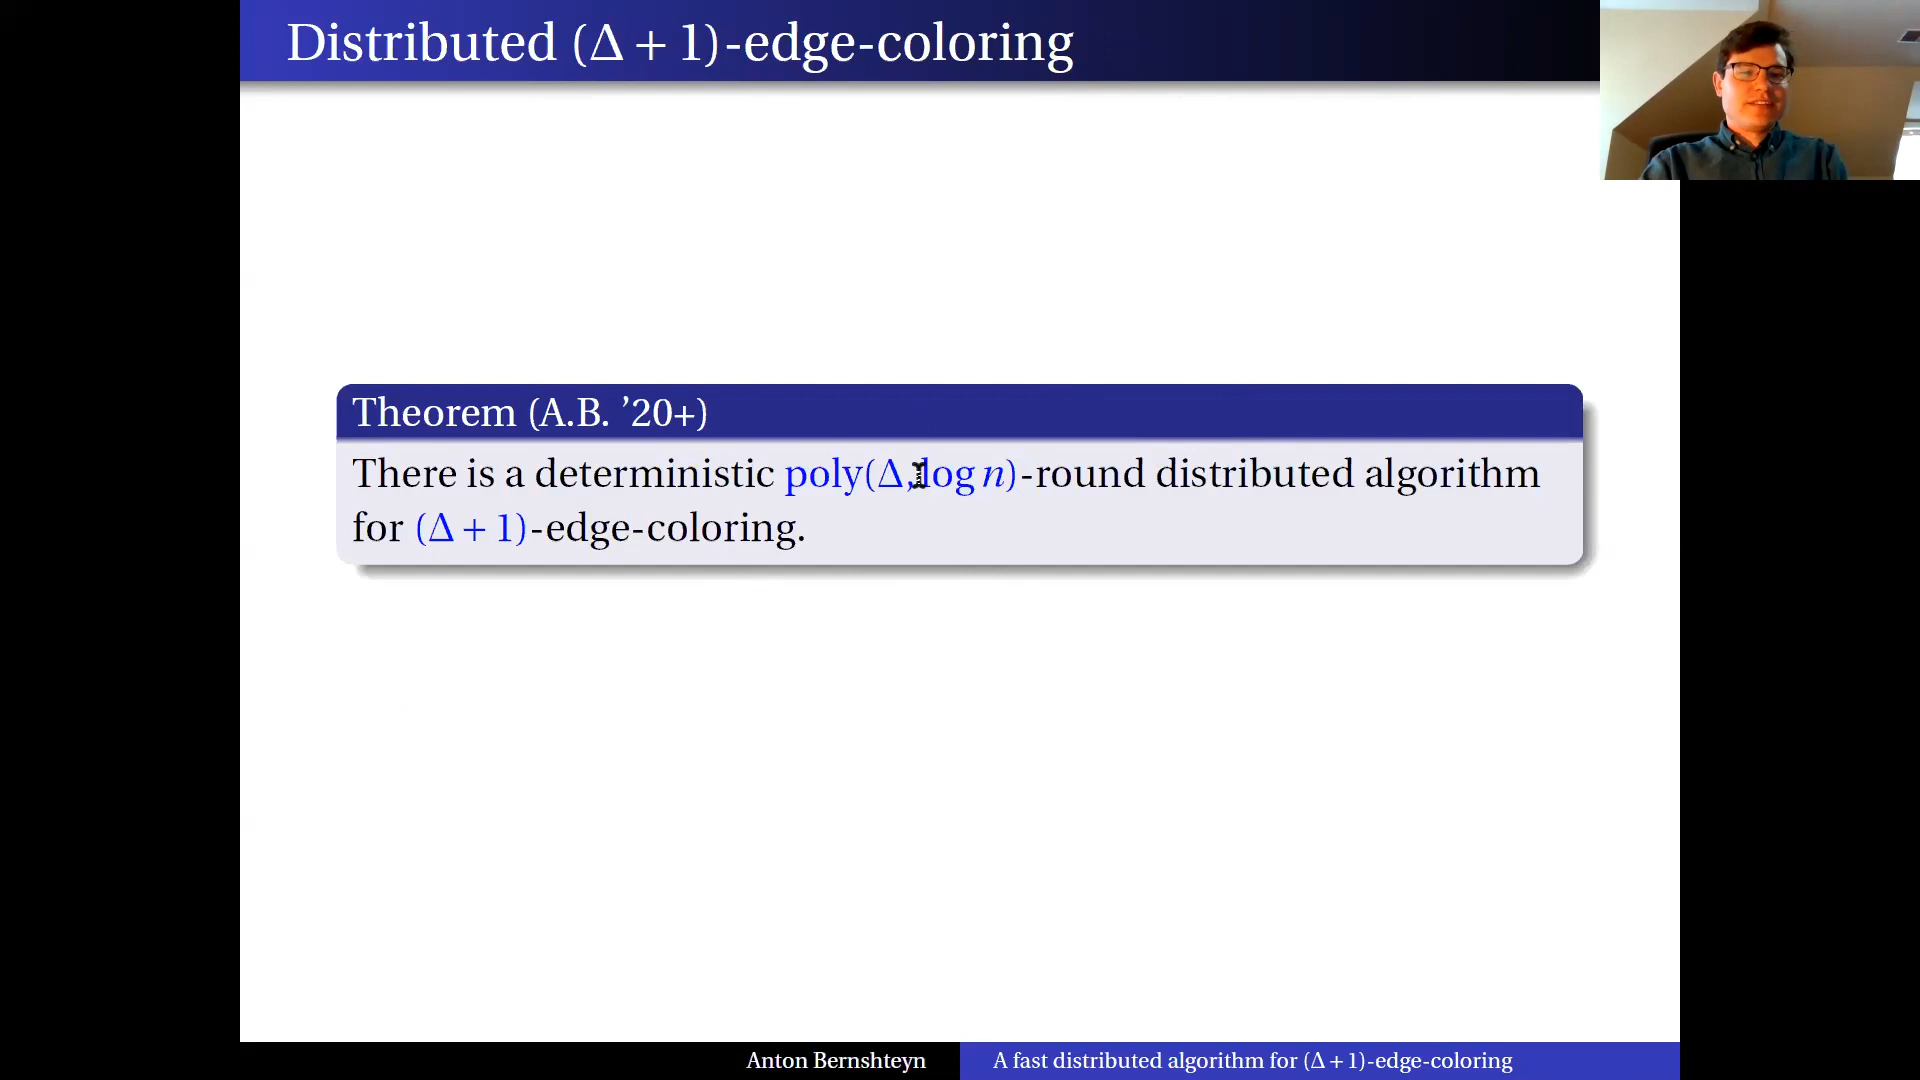 Distributed (Δ + 1)-edge-coloring
Theorem (A.B. ’20+)
There is a deterministic poly(Δ, log n)-round distributed algorithm
for (Δ + 1)-edge-coloring.
Anton Bernshteyn
A fast distributed algorithm for (Δ + 1)-edge-coloring